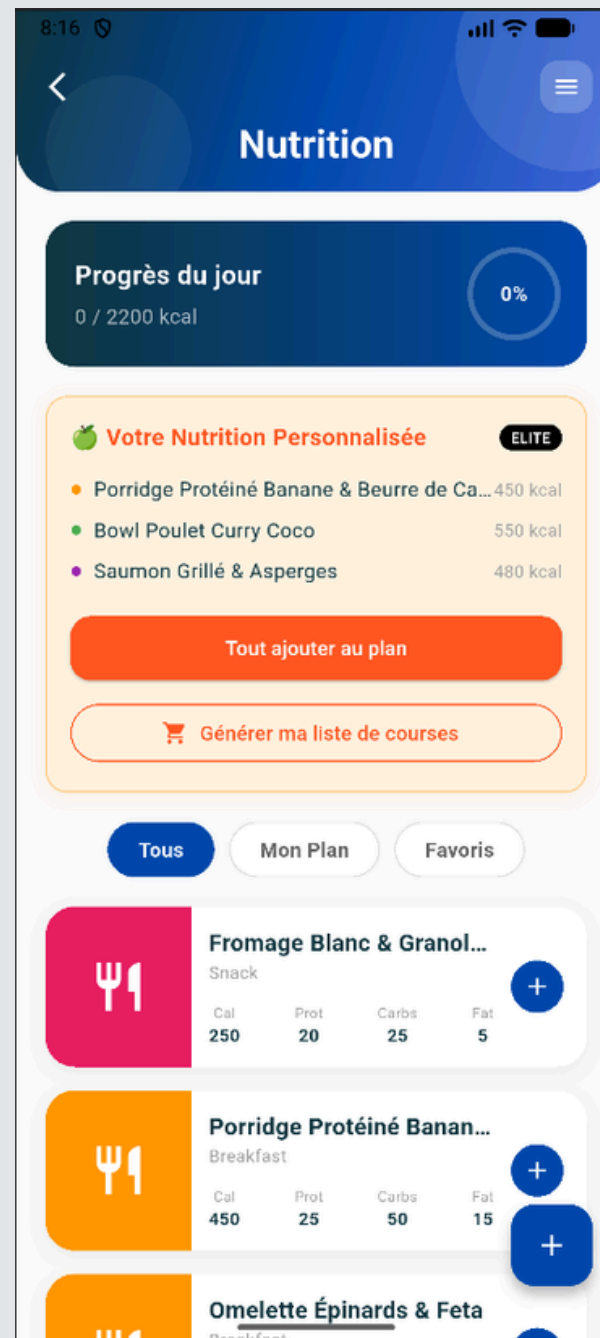 8:16
Nutrition
Progrès du jour
0 / 2200 kcal
0%
🍏 Votre Nutrition Personnalisée
ELITE
Porridge Protéiné Banane & Beurre de Ca... 450 kcal
Bowl Poulet Curry Coco 550 kcal
Saumon Grillé & Asperges 480 kcal
Tout ajouter au plan
Générer ma liste de courses
Tous Mon Plan Favoris
Fromage Blanc & Granol...
Snack
Cal Prot Carbs Fat
250 20 25 5
Porridge Protéiné Banan...
Breakfast
Cal Prot Carbs Fat
450 25 50 15
Omelette Épinards & Feta
Breakfast